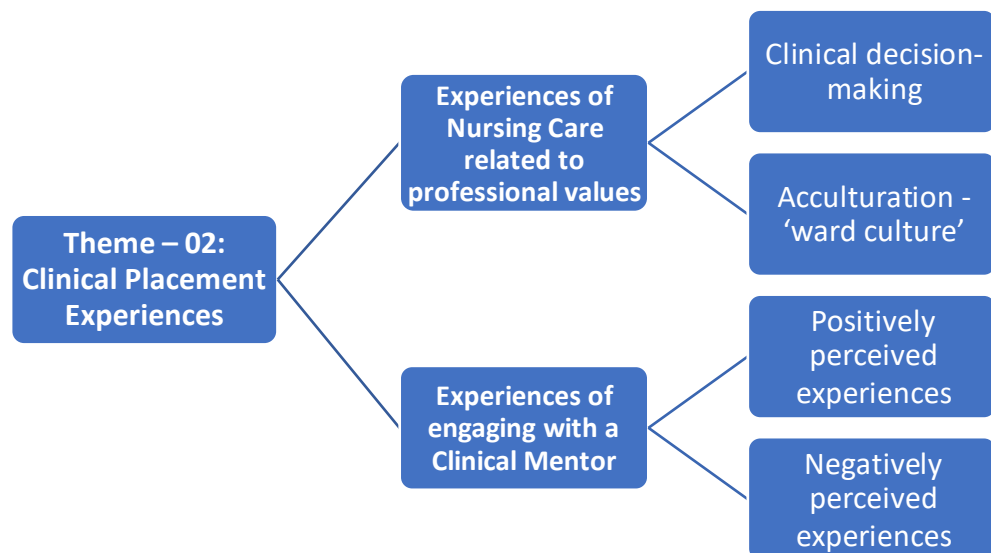 Theme – 02:
Clinical Placement
Experiences
Experiences of
Nursing Care
related to
professional values
Clinical decision-
making
Acculturation -
‘ward culture’
Experiences of
engaging with a
Clinical Mentor
Positively
perceived
experiences
Negatively
perceived
experiences